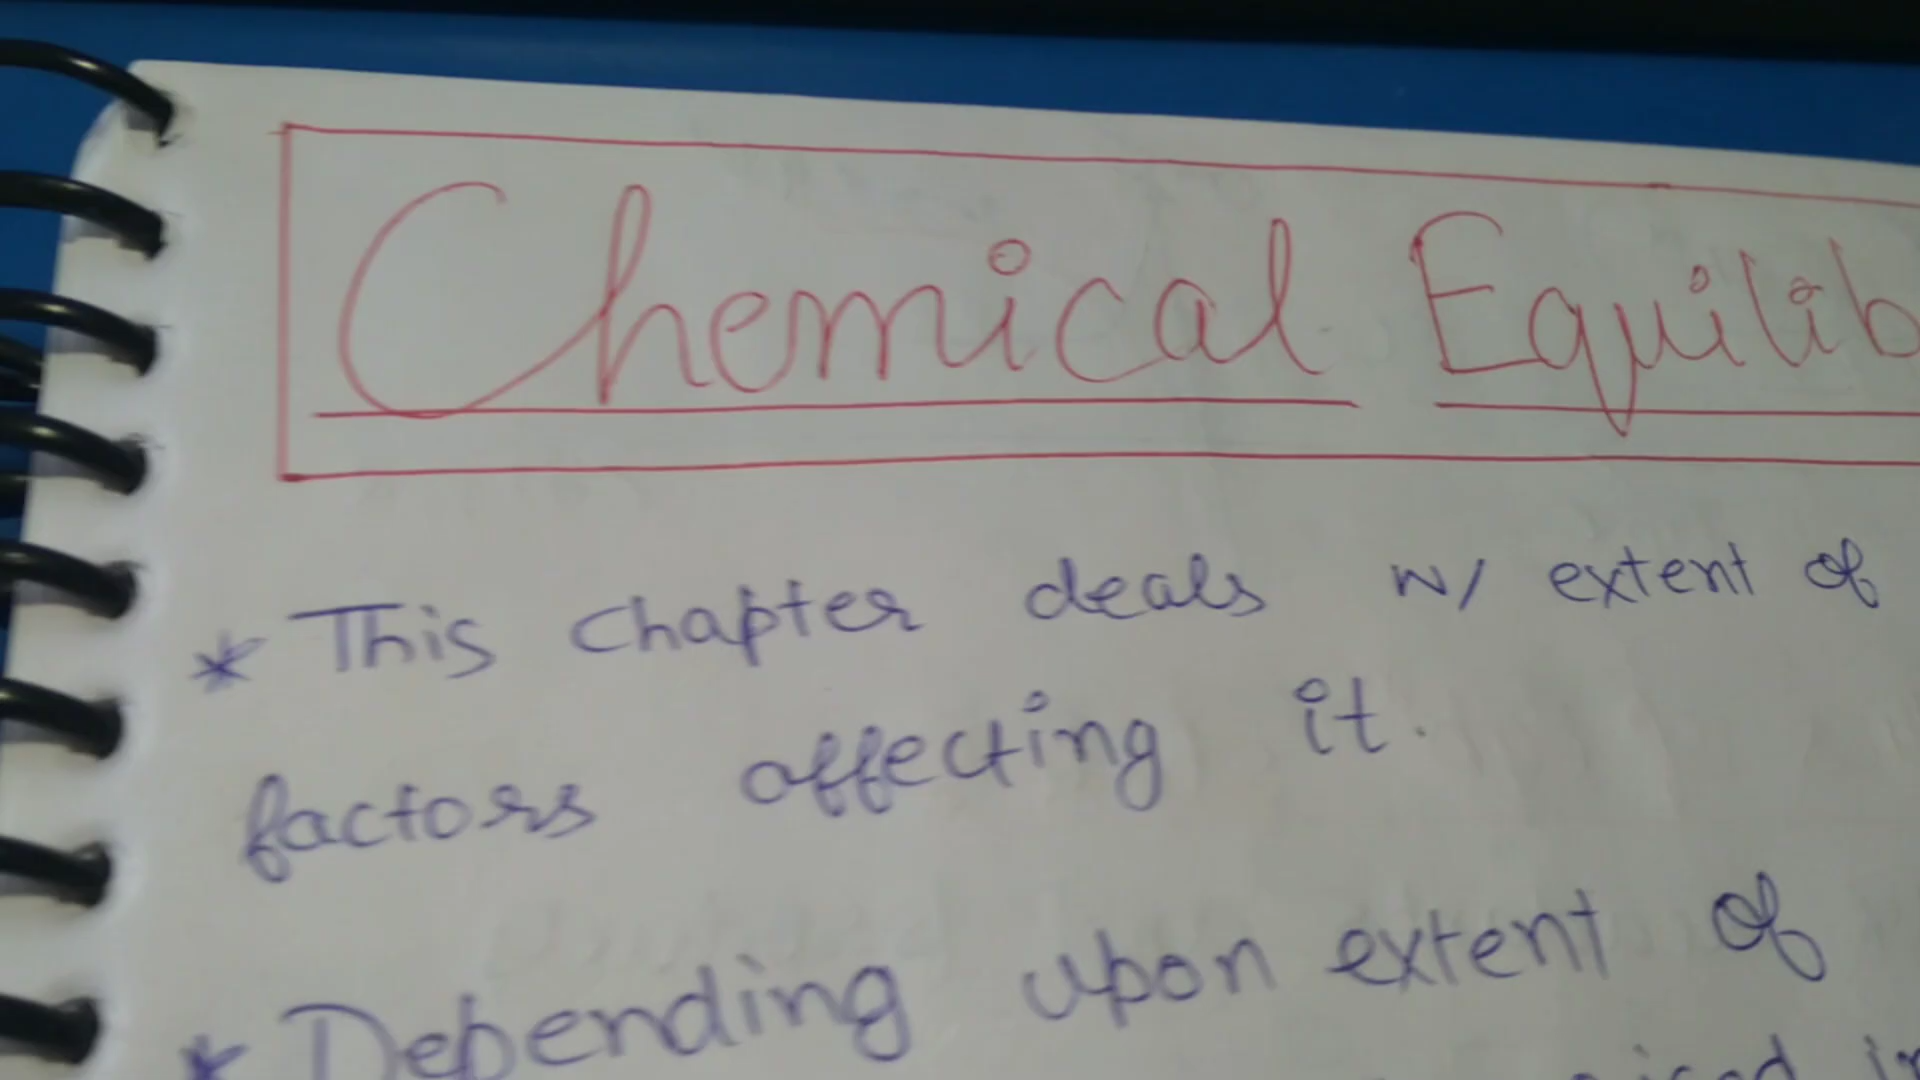 Chemical Equilib
* This chapter deals w/ extent of
factors affecting it.
* Depending upon extent of